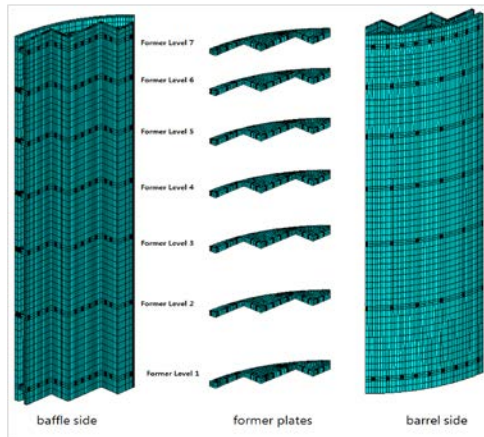 Former Level 7
Former Level 6
Former Level 5
Former Level 4
Former Level 3
Former Level 2
Former Level 1
baffle side
former plates
barrel side